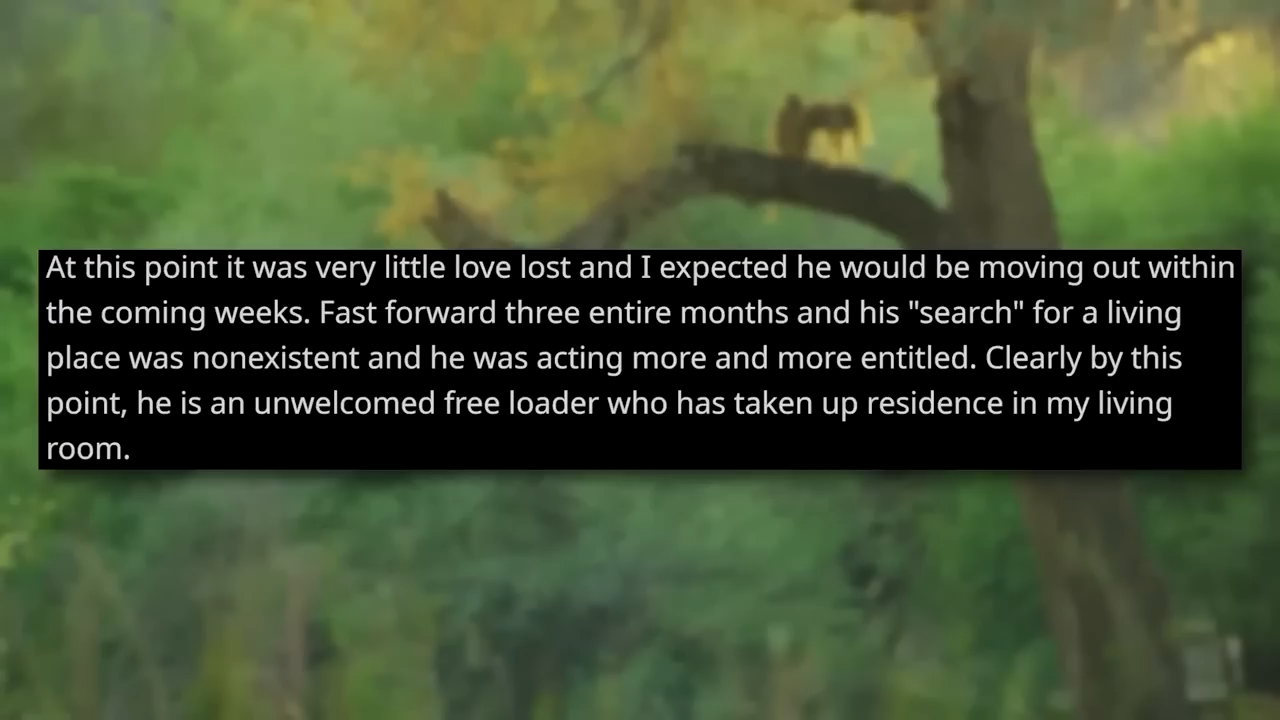 At this point it was very little love lost and I expected he would be moving out within
the coming weeks. Fast forward three entire months and his "search" for a living
place was nonexistent and he was acting more and more entitled. Clearly by this
point, he is an unwelcomed free loader who has taken up residence in my living
room.